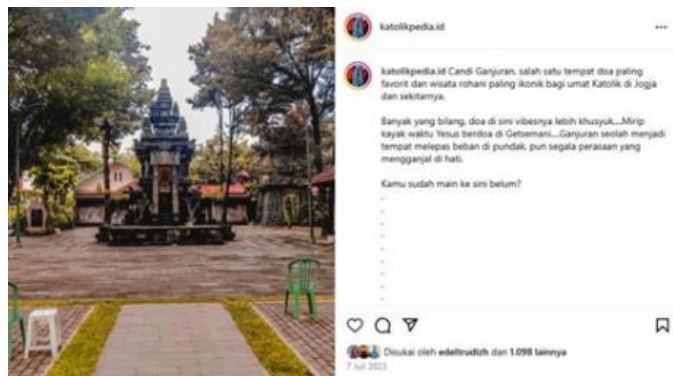 katolikpedia.id
katolikpedia.id Candi Ganjuran, salah satu tempat doa paling
favorit dan wisata rohani paling ikonik bagi umat Katolik di Jogja
dan sekitarnya.
Banyak yang bilang, doa di sini vibesnya lebih khusyuk....Mirip
kayak waktu Yesus berdoa di Getsemani....Ganjuran seolah menjadi
tempat melepas beban di pundak, pun segala perasaan yang
mengganjal di hati.
Kamu sudah main ke sini belum?
Disukai oleh edeltrudizh dan 1.098 lainnya
7 Juli 2023